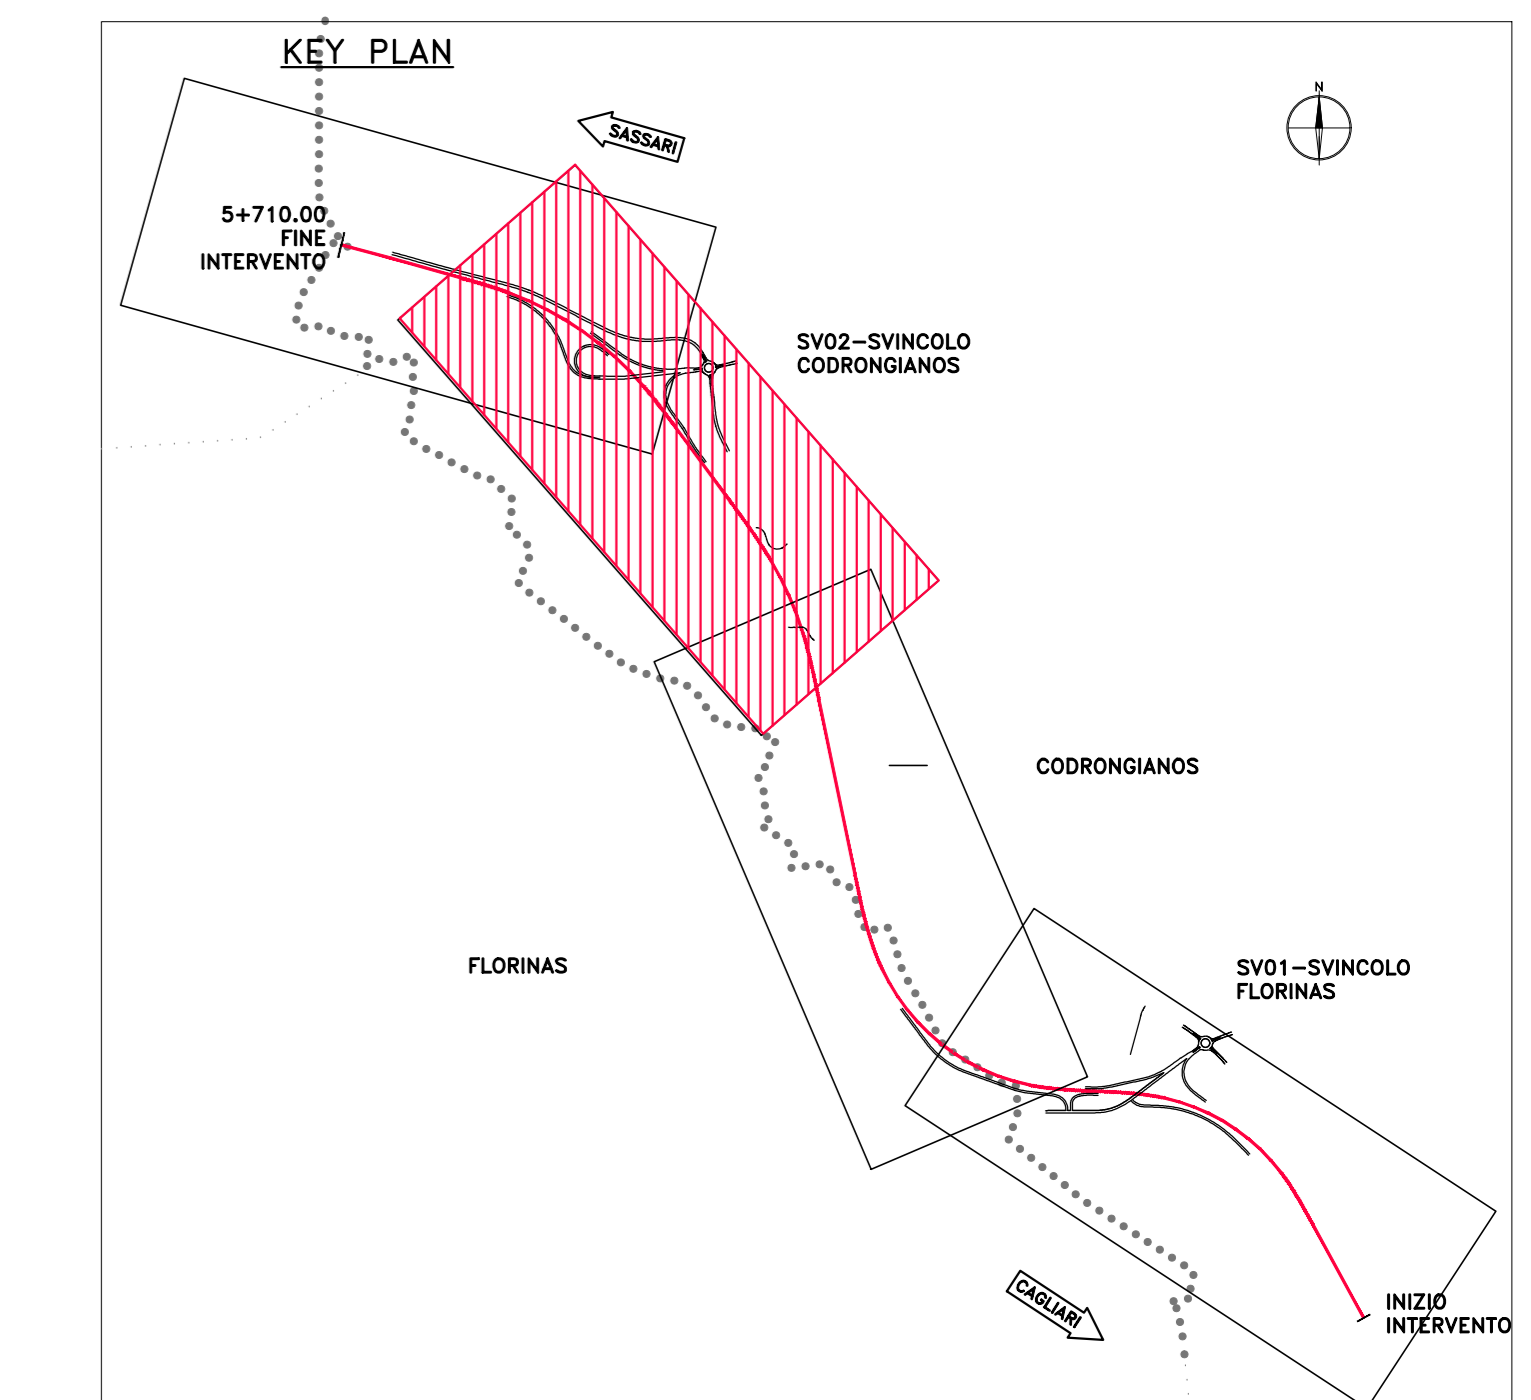 KEY PLAN
N
SASSARI
5+710.00
FINE
INTERVENTO
SV02-SVINCOLO
CODRONGIANOS
CODRONGIANOS
FLORINAS
SV01-SVINCOLO
FLORINAS
CAGLIARI
INIZIO
INTERVENTO